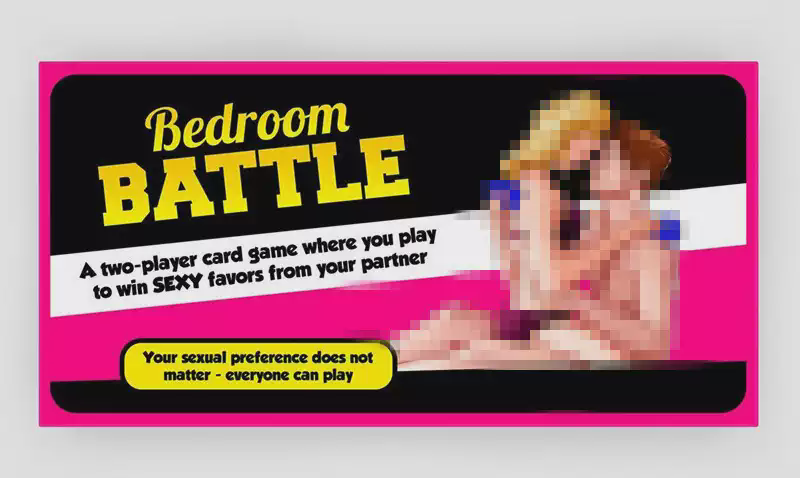 Bedroom
BATTLE
A two-player card game where you play
to win SEXY favors from your partner
Your sexual preference does not
matter - everyone can play